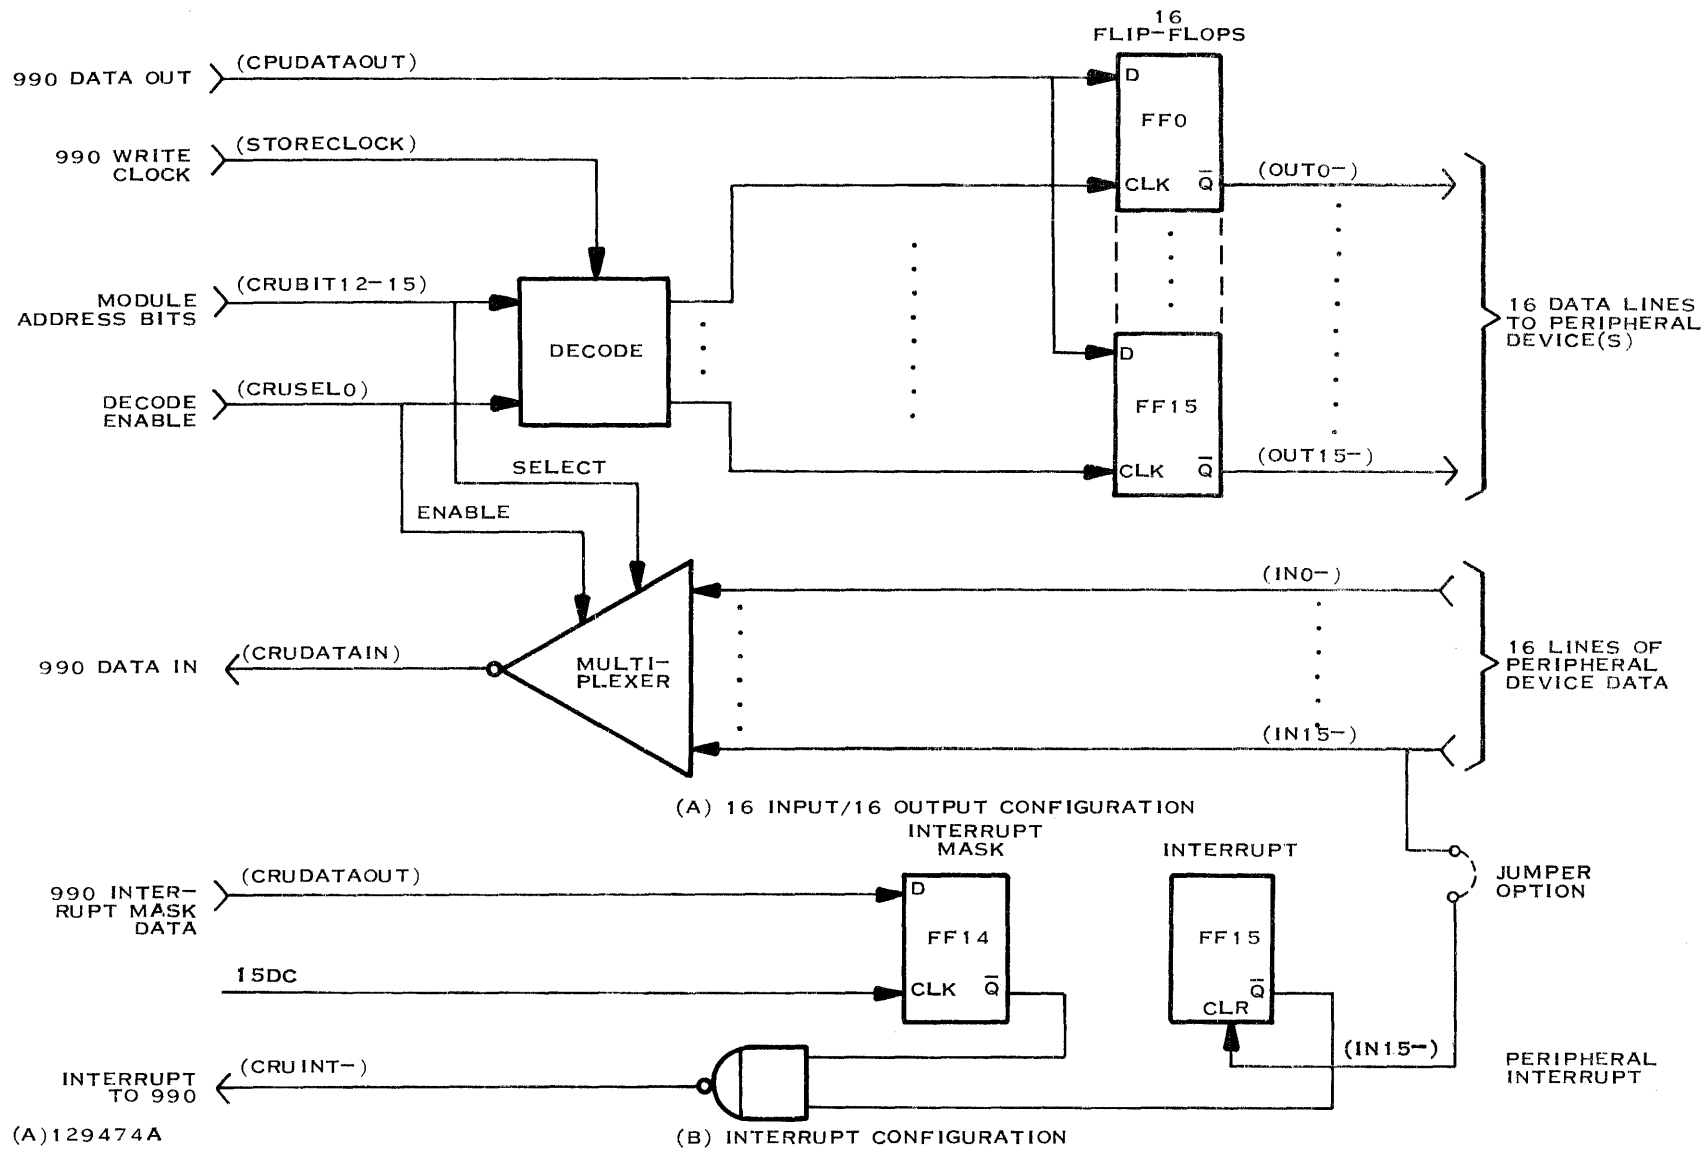 16
FLIP-FLOPS
990 DATA OUT
(CPUDATAOUT)
D
FF0
CLK
Q̅
(OUT0-)
990 WRITE
CLOCK
(STORECLOCK)
MODULE
ADDRESS BITS
(CRUBIT12-15)
DECODE
DECODE
ENABLE
(CRUSEL0)
D
FF15
CLK
Q̅
(OUT15-)
16 DATA LINES
TO PERIPHERAL
DEVICE(S)
SELECT
ENABLE
(IN0-)
990 DATA IN
(CRUDATAIN)
MULTI-
PLEXER
16 LINES OF
PERIPHERAL
DEVICE DATA
(IN15-)
(A) 16 INPUT/16 OUTPUT CONFIGURATION
INTERRUPT
MASK
INTERRUPT
JUMPER
OPTION
990 INTER-
RUPT MASK
DATA
(CRUDATAOUT)
D
FF14
CLK
Q̅
FF15
Q̅
CLR
15DC
(IN15-)
PERIPHERAL
INTERRUPT
INTERRUPT
TO 990
(CRUINT-)
(A)129474A
(B) INTERRUPT CONFIGURATION